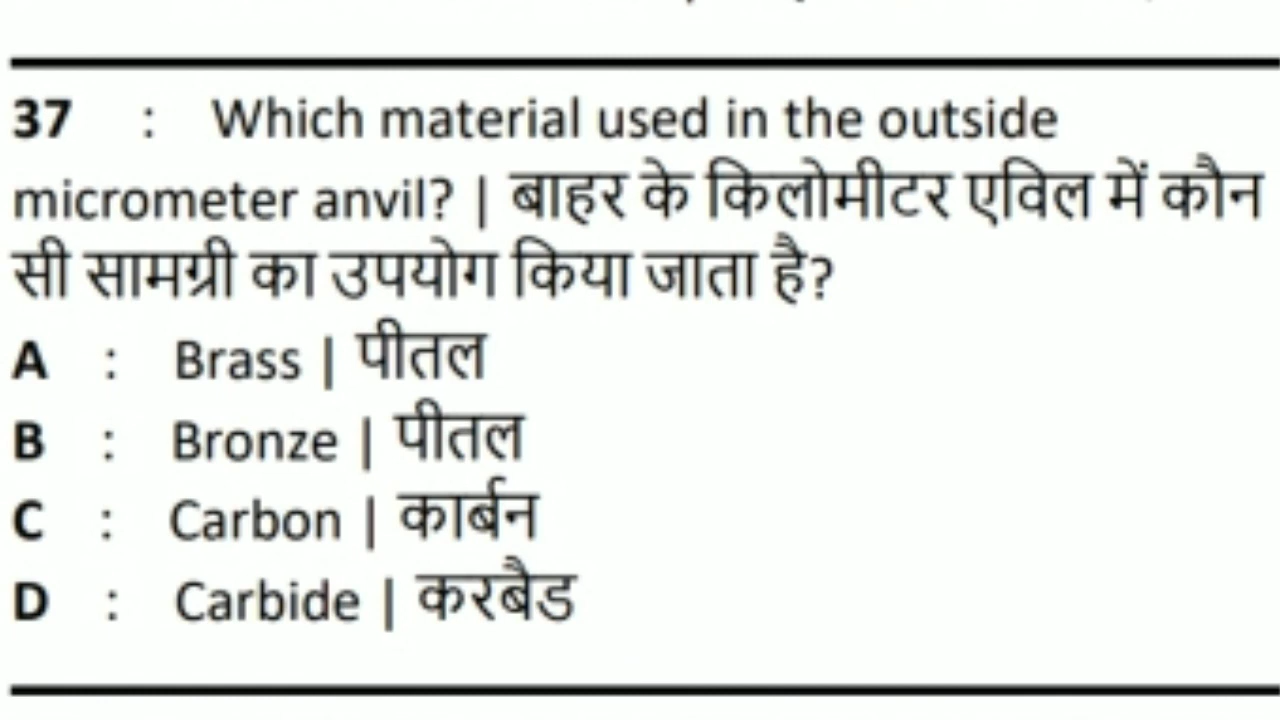 37 : Which material used in the outside
micrometer anvil? | बाहर के किलोमीटर एविल में कौन
सी सामग्री का उपयोग किया जाता है?
A : Brass | पीतल
B : Bronze | पीतल
C : Carbon | कार्बन
D : Carbide | करबैड